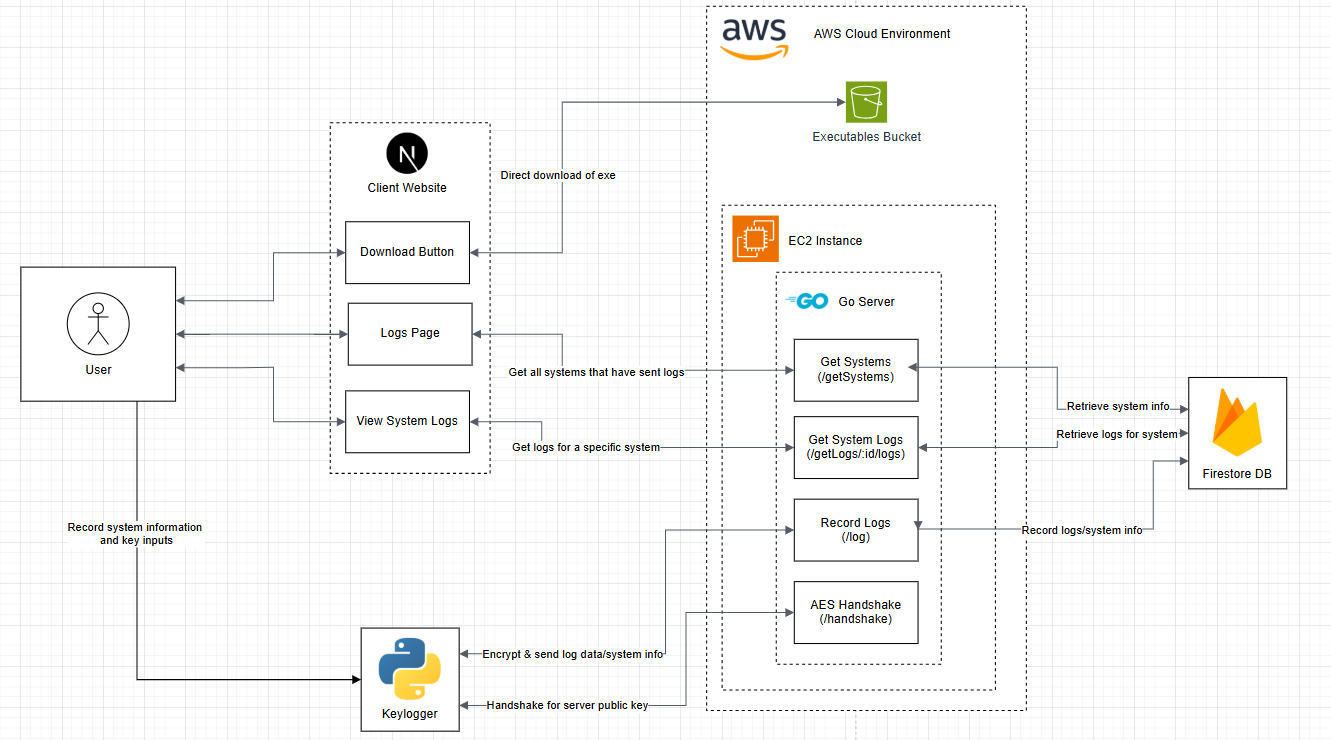 aws
AWS Cloud Environment
Executables Bucket
N
Client Website
Direct download of exe
Download Button
EC2 Instance
GO
Go Server
Logs Page
User
Get all systems that have sent logs
Get Systems
(/getSystems)
Retrieve system info
View System Logs
Get logs for a specific system
Get System Logs
(/getLogs/:id/logs)
Retrieve logs for system
Firestore DB
Record system information
and key inputs
Record Logs
(/log)
Record logs/system info
AES Handshake
(/handshake)
Encrypt & send log data/system info
Handshake for server public key
Keylogger